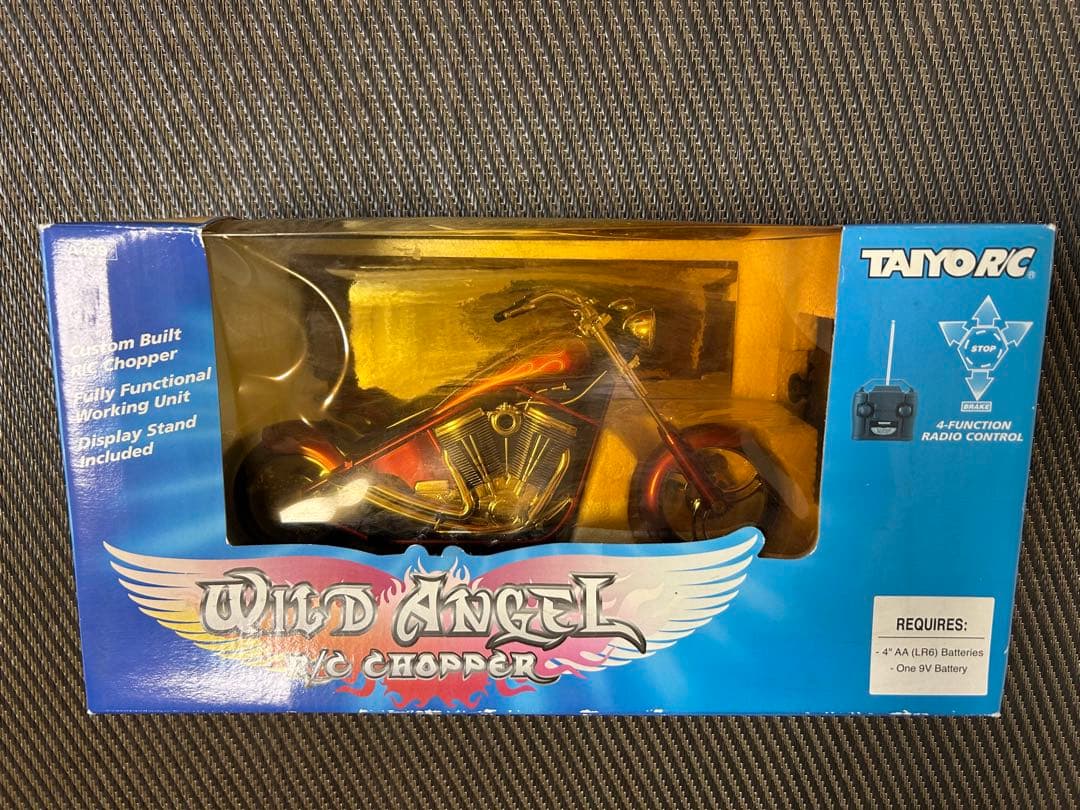 Custom Built
R/C Chopper
Fully Functional
Working Unit
Display Stand
Included
TAIYO R/C
STOP
BRAKE
4-FUNCTION
RADIO CONTROL
WILD ANGEL
R/C CHOPPER
REQUIRES:
- 4" AA (LR6) Batteries
- One 9V Battery